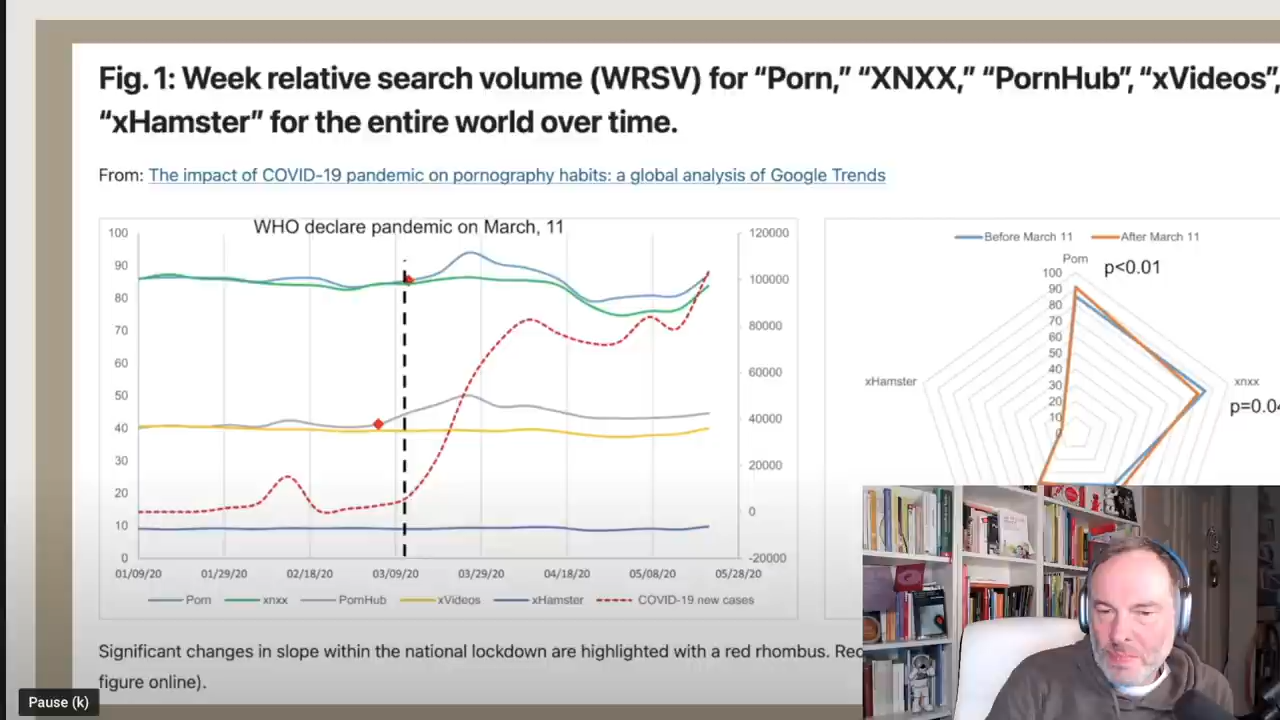 Fig. 1: Week relative search volume (WRSV) for “Porn,” “XNXX,” “PornHub”, “xVideos”,
“xHamster” for the entire world over time.
From: The impact of COVID-19 pandemic on pornography habits: a global analysis of Google Trends
WHO declare pandemic on March, 11
100
90
80
70
60
50
40
30
20
10
0
120000
100000
80000
60000
40000
20000
0
-20000
01/09/20 01/29/20 02/18/20 03/09/20 03/29/20 04/18/20 05/08/20 05/28/20
Porn xnxx PornHub xVideos xHamster COVID-19 new cases
Before March 11 After March 11
Porn
p<0.01
100
90
80
70
60
50
40
30
20
10
0
xHamster
xnxx
p=0.04
Significant changes in slope within the national lockdown are highlighted with a red rhombus. Rec
figure online).
Pause (k)